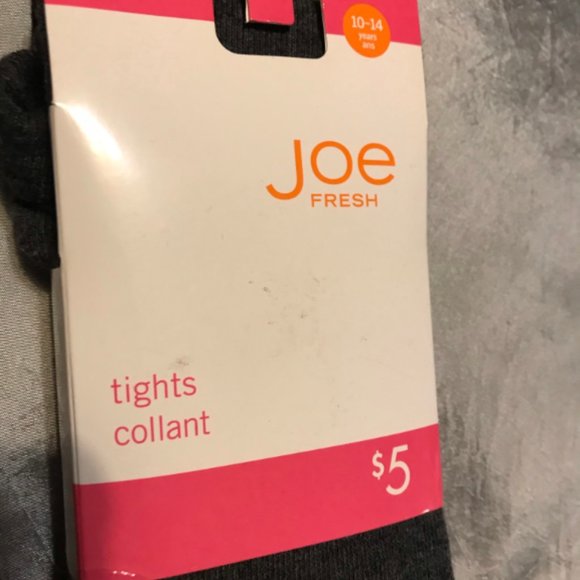 10-14
years
ans
Joe
FRESH
tights
collant
$5